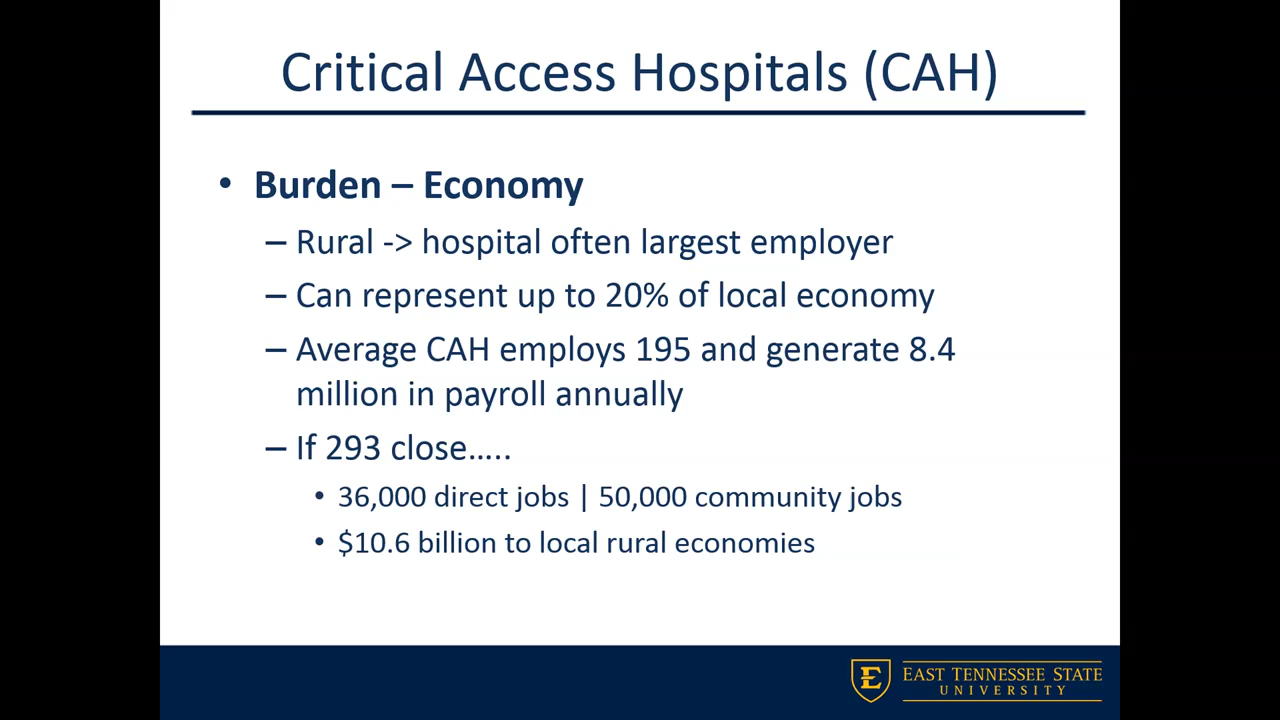 Critical Access Hospitals (CAH)
• Burden – Economy
– Rural -> hospital often largest employer
– Can represent up to 20% of local economy
– Average CAH employs 195 and generate 8.4
million in payroll annually
– If 293 close…..
• 36,000 direct jobs | 50,000 community jobs
• $10.6 billion to local rural economies
E
EAST TENNESSEE STATE
UNIVERSITY